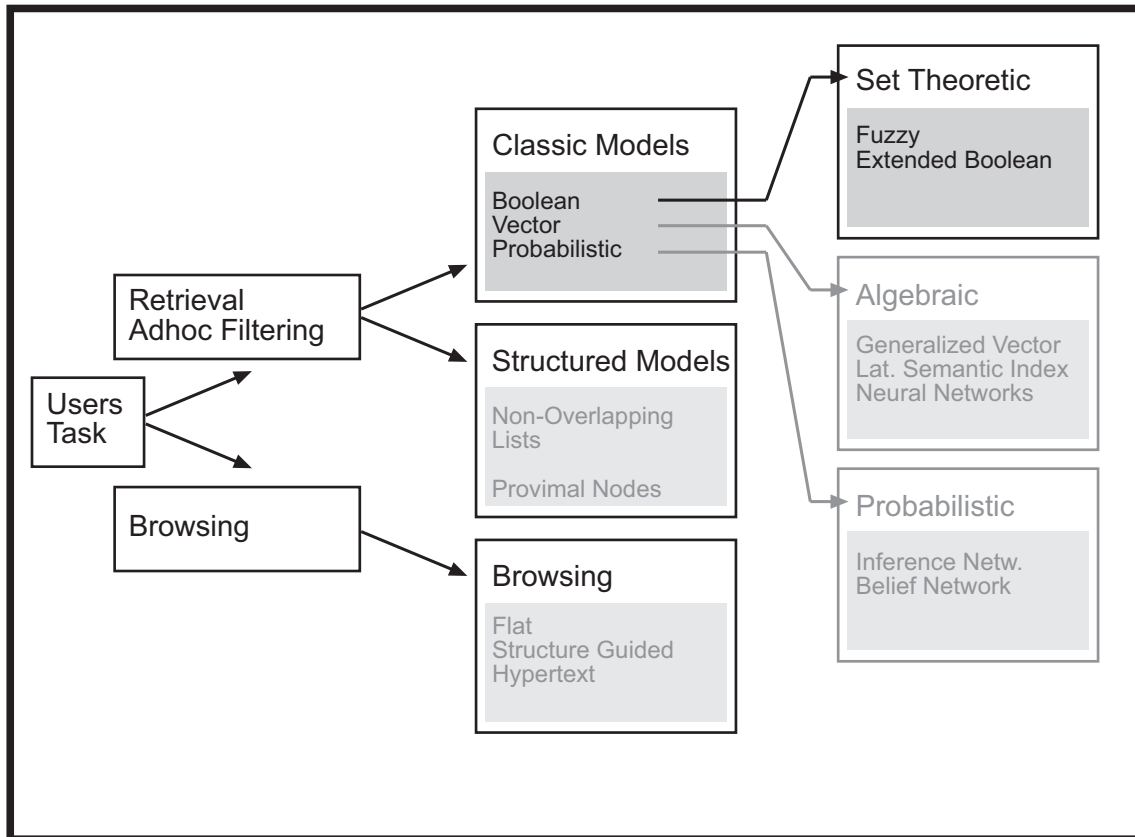 Users
Task
Retrieval
Adhoc Filtering
Browsing
Classic Models
Boolean
Vector
Probabilistic
Structured Models
Non-Overlapping
Lists
Provimal Nodes
Browsing
Flat
Structure Guided
Hypertext
Set Theoretic
Fuzzy
Extended Boolean
Algebraic
Generalized Vector
Lat. Semantic Index
Neural Networks
Probabilistic
Inference Netw.
Belief Network